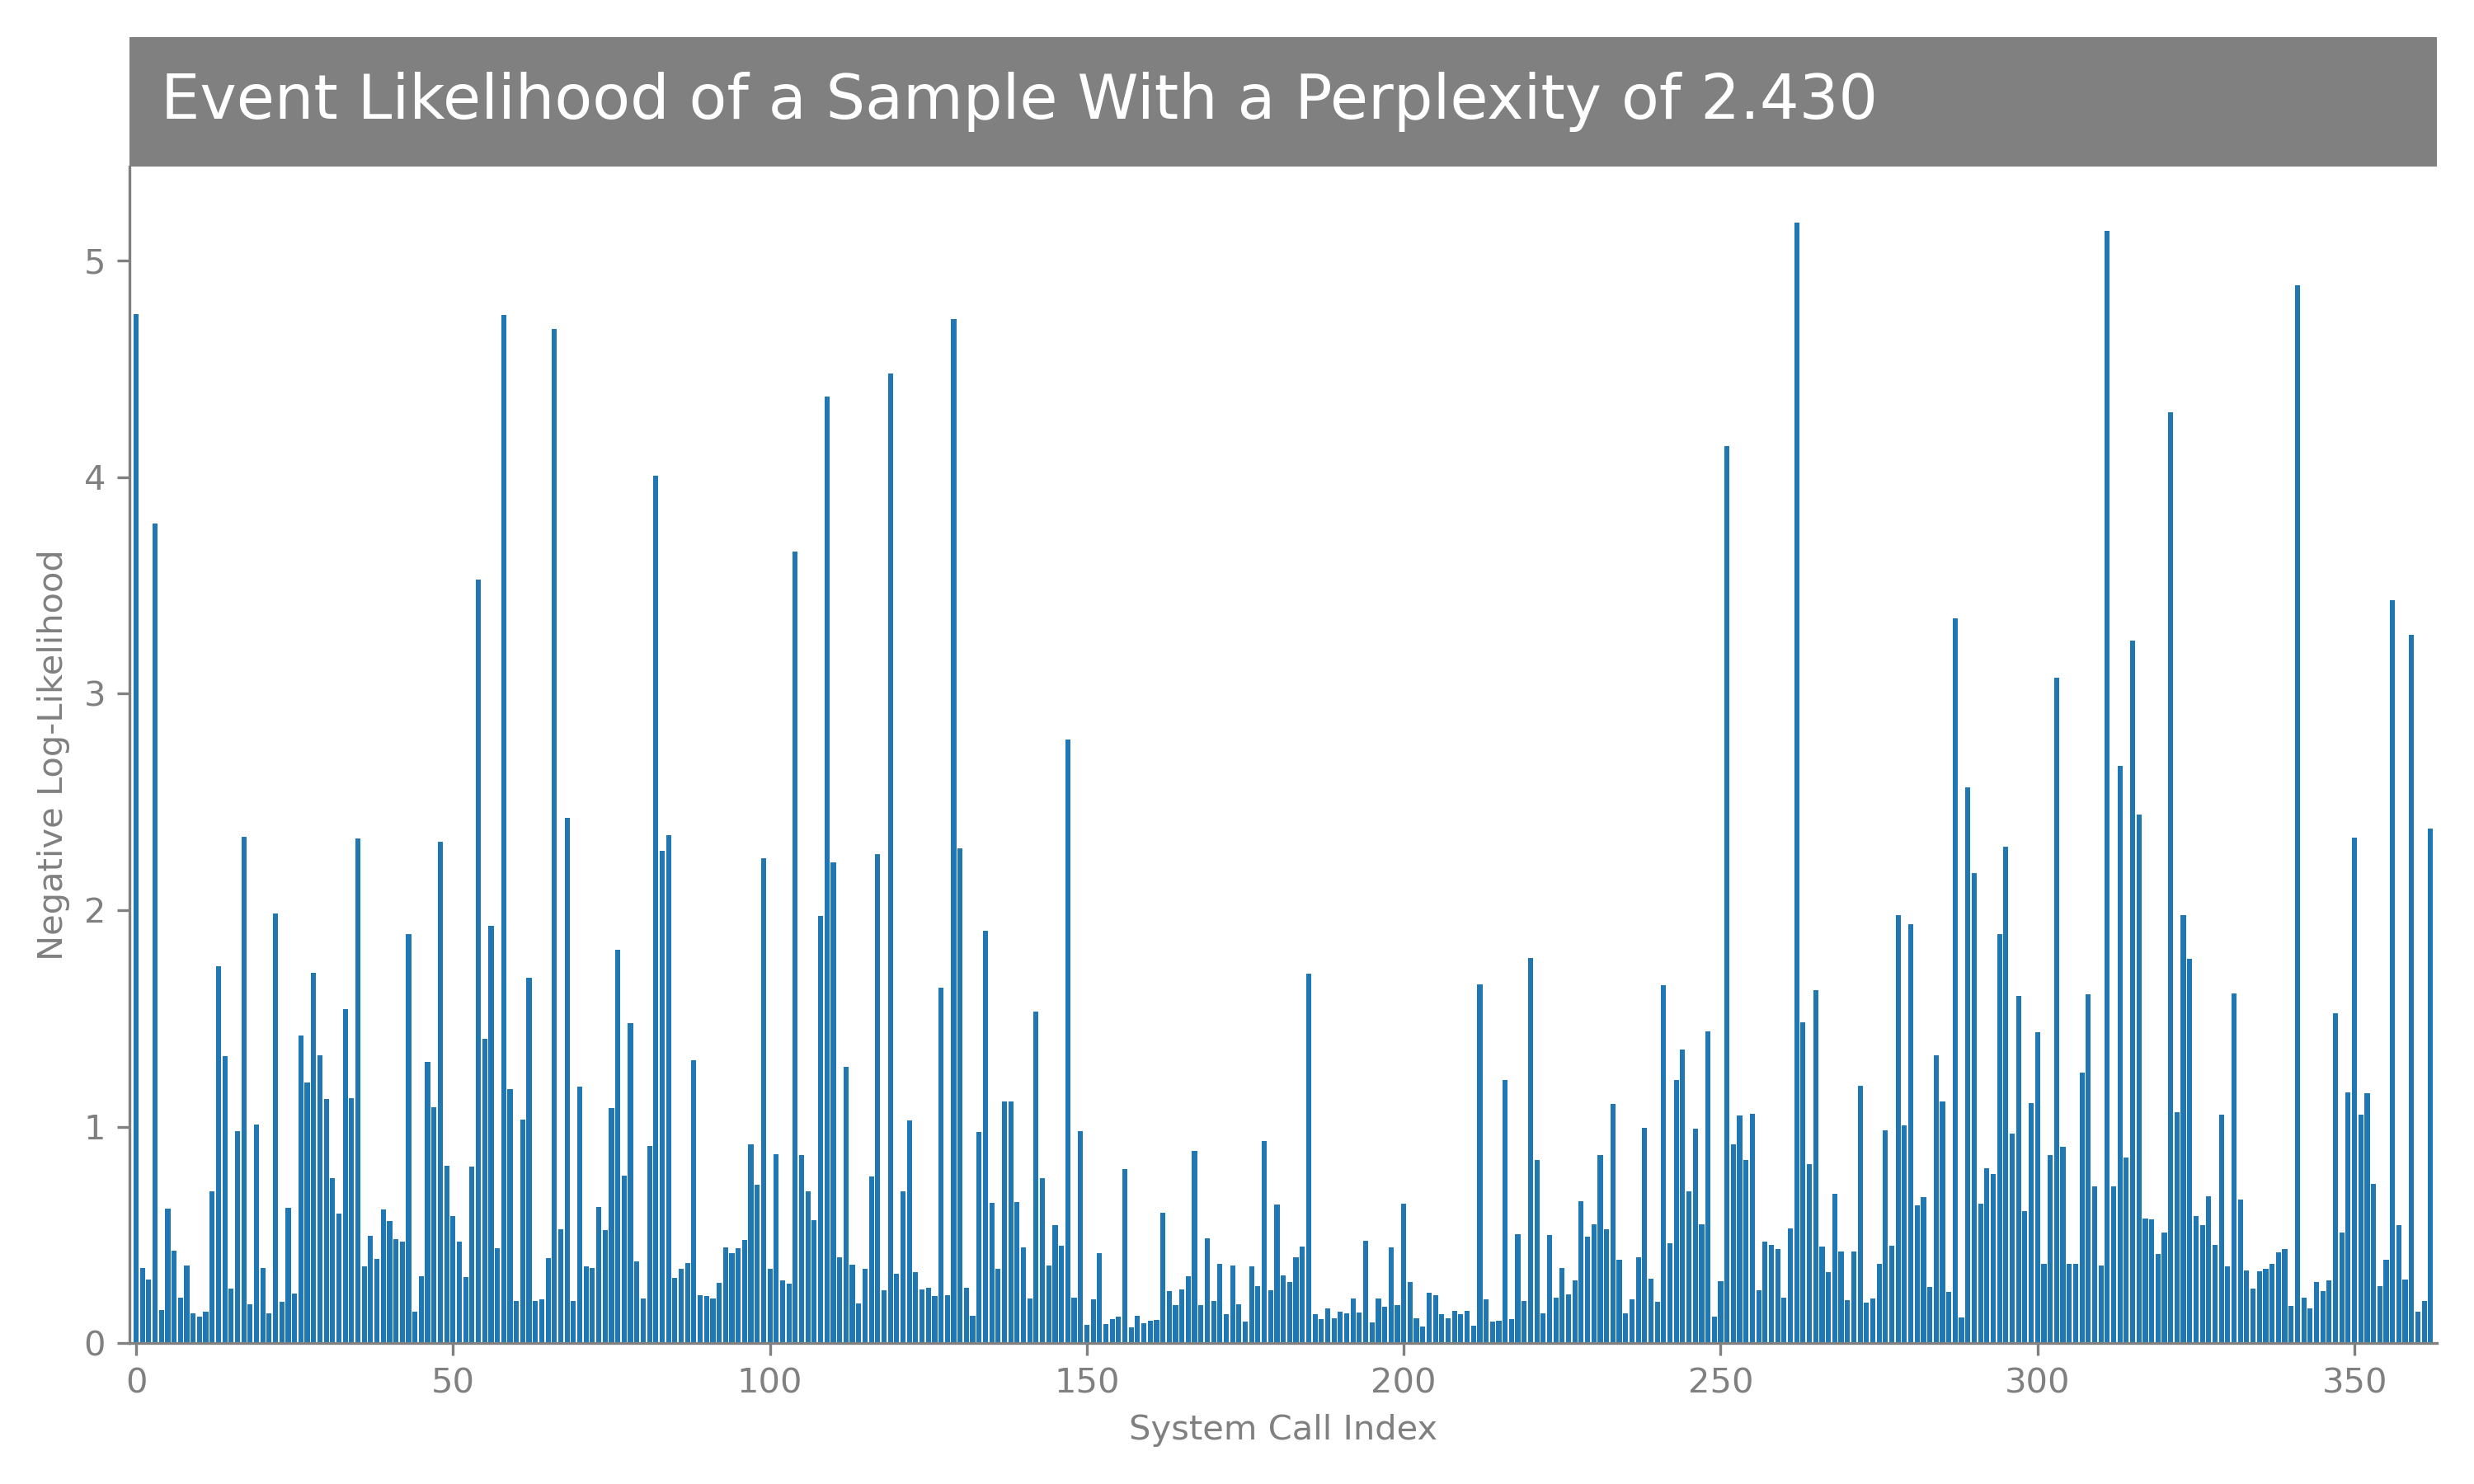 Event Likelihood of a Sample With a Perplexity of 2.430
5
4
3
2
1
0
Negative Log-Likelihood
0 50 100 150 200 250 300 350
System Call Index